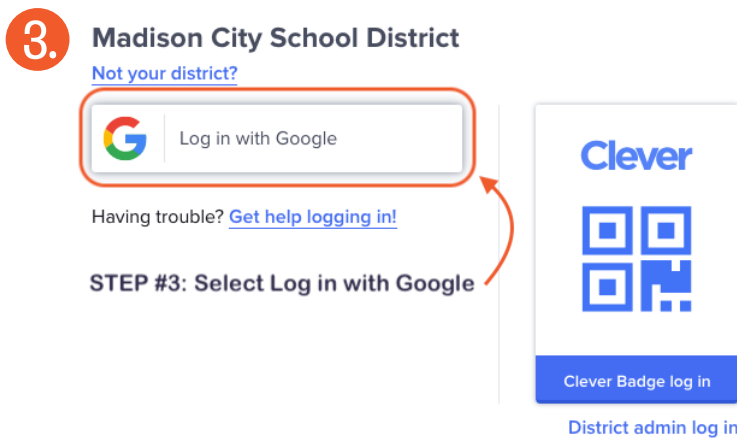 3.
Madison City School District
Not your district?
Log in with Google
Having trouble? Get help logging in!
STEP #3: Select Log in with Google
Clever
Clever Badge log in
District admin log in